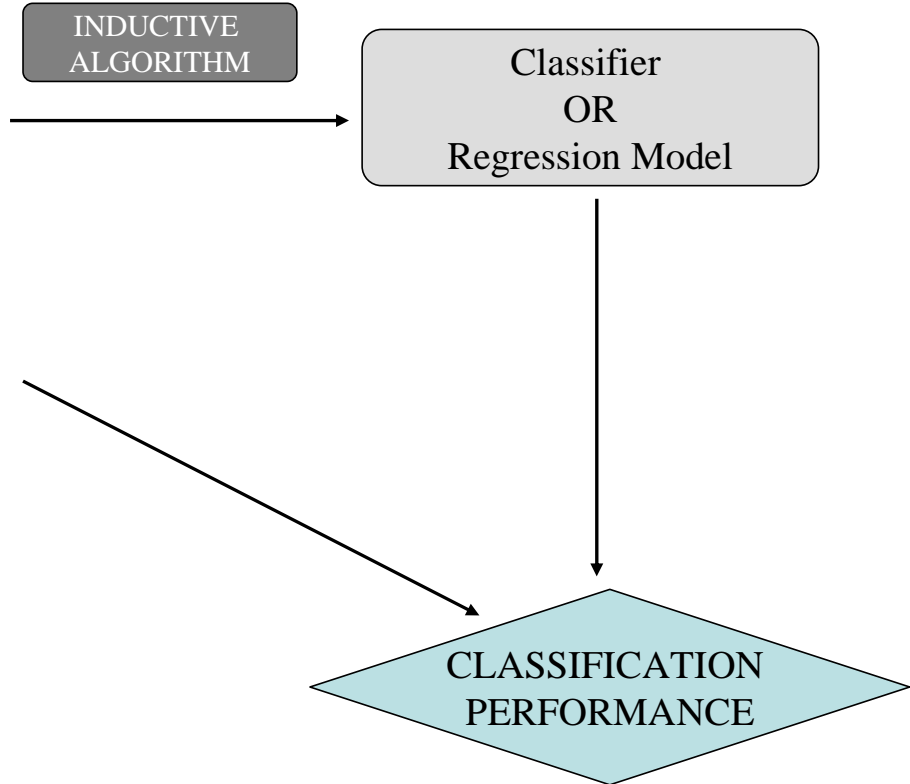 INDUCTIVE
ALGORITHM
Classifier
OR
Regression Model
CLASSIFICATION
PERFORMANCE